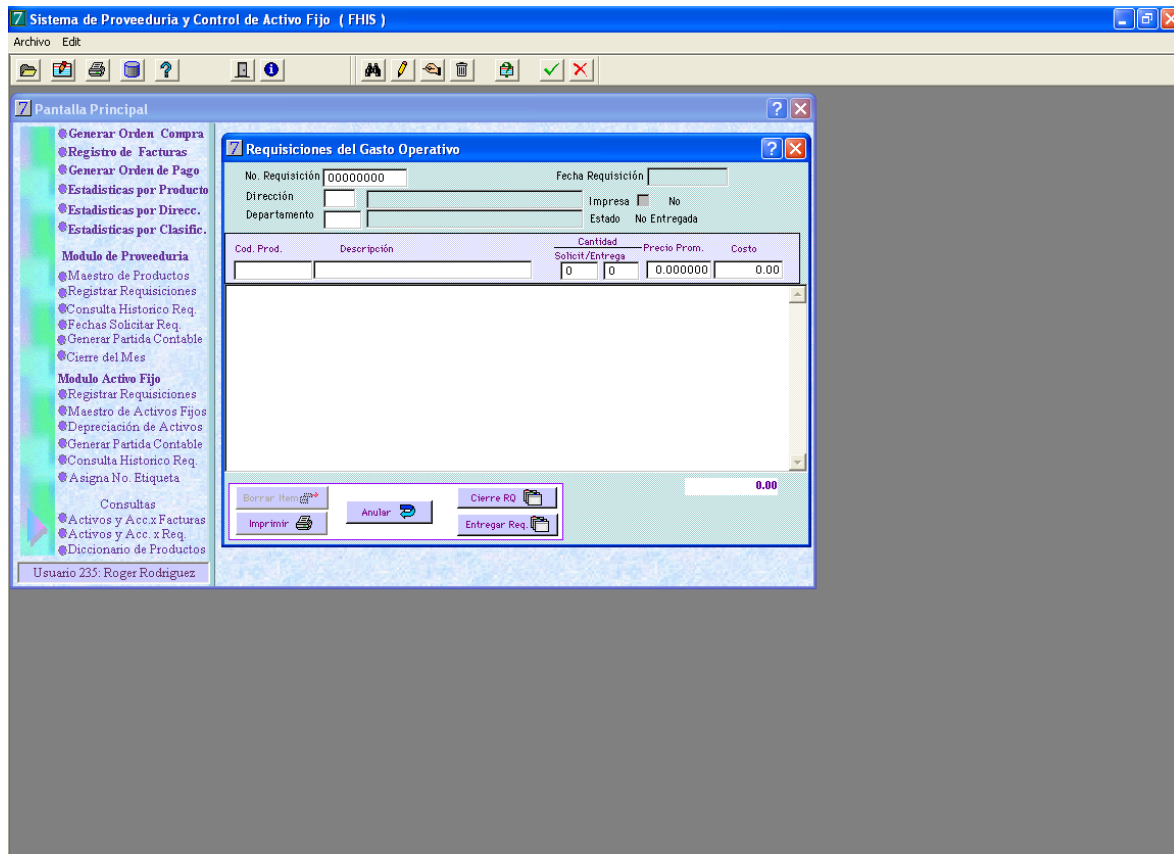 Sistema de Proveeduria y Control de Activo Fijo ( FHIS )
Archivo Edit
Pantalla Principal
Generar Orden Compra
Registro de Facturas
Generar Orden de Pago
Estadisticas por Producto
Estadisticas por Direcc.
Estadisticas por Clasific.
Modulo de Proveeduria
Maestro de Productos
Registrar Requisiciones
Consulta Historico Req.
Fechas Solicitar Req.
Generar Partida Contable
Cierre del Mes
Modulo Activo Fijo
Registrar Requisiciones
Maestro de Activos Fijos
Depreciación de Activos
Generar Partida Contable
Consulta Historico Req.
Asigna No. Etiqueta
Consultas
Activos y Acc.x Facturas
Activos y Acc. x Req.
Diccionario de Productos
Usuario 235: Roger Rodriguez
Requisiciones del Gasto Operativo
No. Requisición 00000000 Fecha Requisición
Dirección Impresa No
Departamento Estado No Entregada
Cantidad
Cod. Prod. Descripción Solicit/Entrega Precio Prom. Costo
0 0 0.000000 0.00
0.00
Borrar Item Anular Cierre RQ
Imprimir Entregar Req.